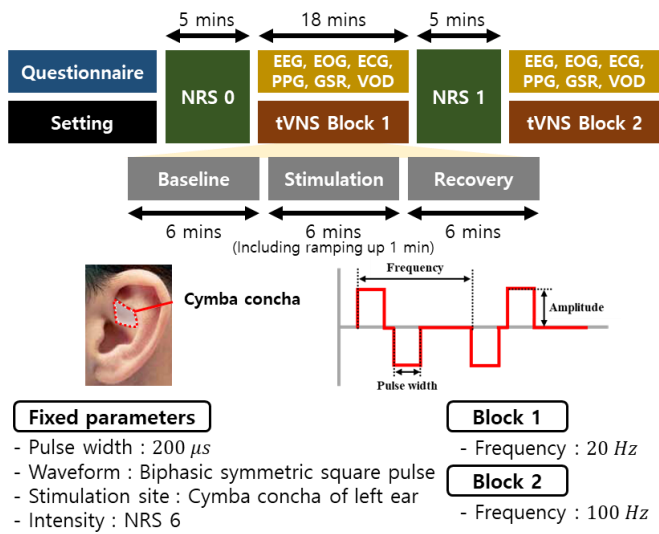 5 mins
18 mins
5 mins
Questionnaire
NRS 0
EEG, EOG, ECG,
PPG, GSR, VOD
NRS 1
EEG, EOG, ECG,
PPG, GSR, VOD
Setting
tVNS Block 1
tVNS Block 2
Baseline
Stimulation
Recovery
6 mins
6 mins
6 mins
(Including ramping up 1 min)
Cymba concha
Frequency
Amplitude
Pulse width
Fixed parameters
- Pulse width : 200 μs
- Waveform : Biphasic symmetric square pulse
- Stimulation site : Cymba concha of left ear
- Intensity : NRS 6
Block 1
- Frequency : 20 Hz
Block 2
- Frequency : 100 Hz